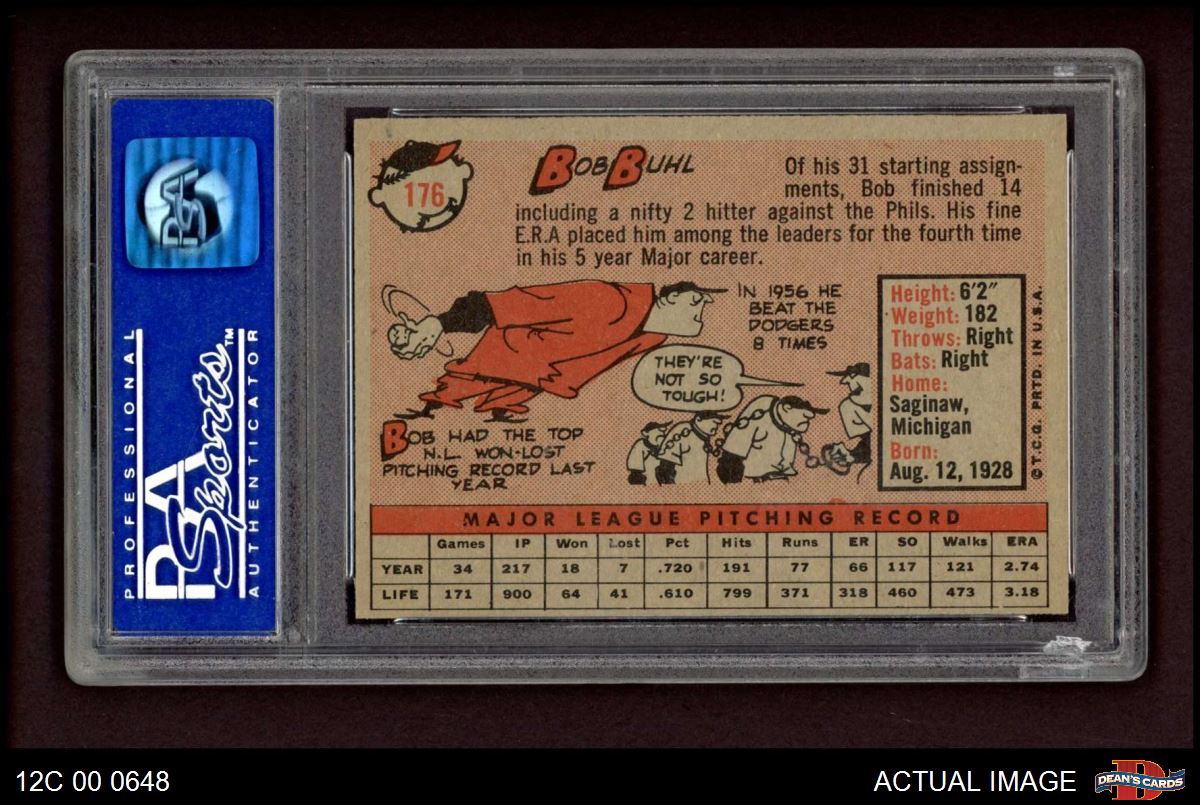 PSA
PROFESSIONAL
PSA Sports™
AUTHENTICATOR
176
BOB BUHL
Of his 31 starting assign-
ments, Bob finished 14
including a nifty 2 hitter against the Phils. His fine
E.R.A placed him among the leaders for the fourth time
in his 5 year Major career.
IN 1956 HE
BEAT THE
DODGERS
8 TIMES
THEY'RE
NOT SO
TOUGH!
BOB HAD THE TOP
N.L. WON-LOST
PITCHING RECORD LAST
YEAR
Height: 6'2"
Weight: 182
Throws: Right
Bats: Right
Home:
Saginaw,
Michigan
Born:
Aug. 12, 1928
©T.C.G. PRTD. IN U.S.A.
MAJOR LEAGUE PITCHING RECORD
Games IP Won Lost Pct Hits Runs ER SO Walks ERA
YEAR 34 217 18 7 .720 191 77 66 117 121 2.74
LIFE 171 900 64 41 .610 799 371 318 460 473 3.18
12C 00 0648
ACTUAL IMAGE
DEAN'S CARDS